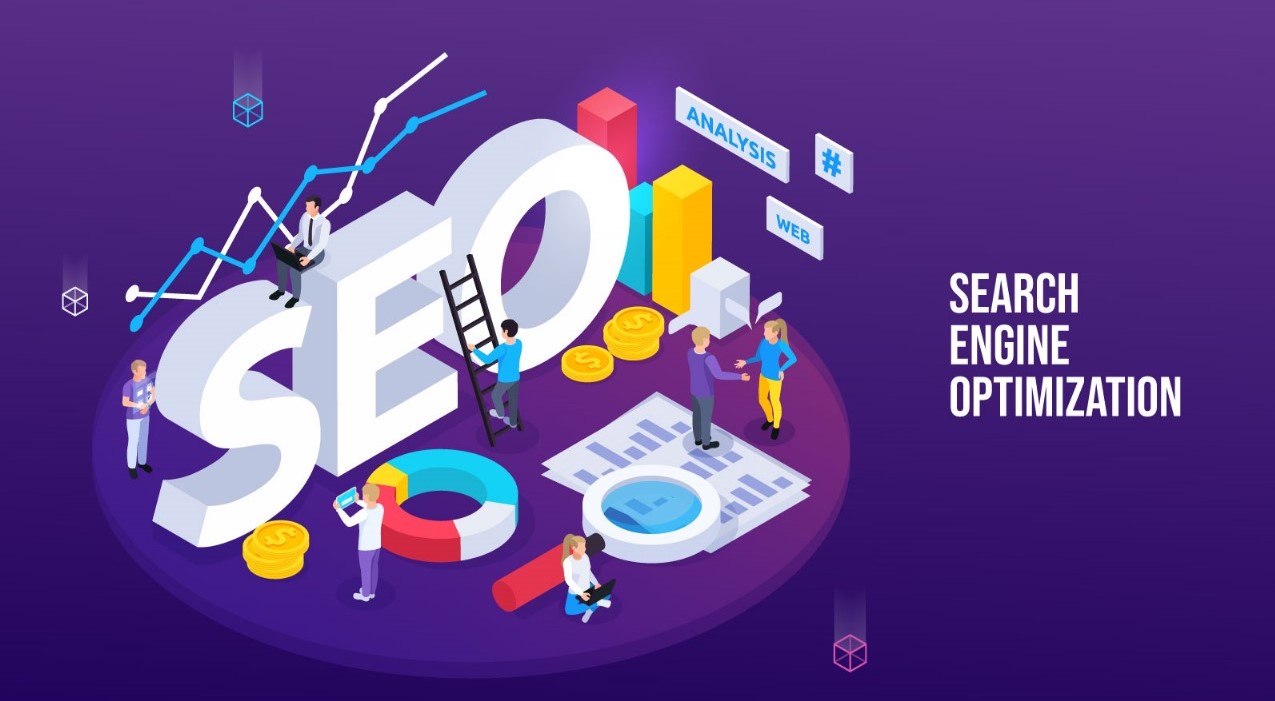 SEO
ANALYSIS
#
WEB
SEARCH
ENGINE
OPTIMIZATION
$
$
$